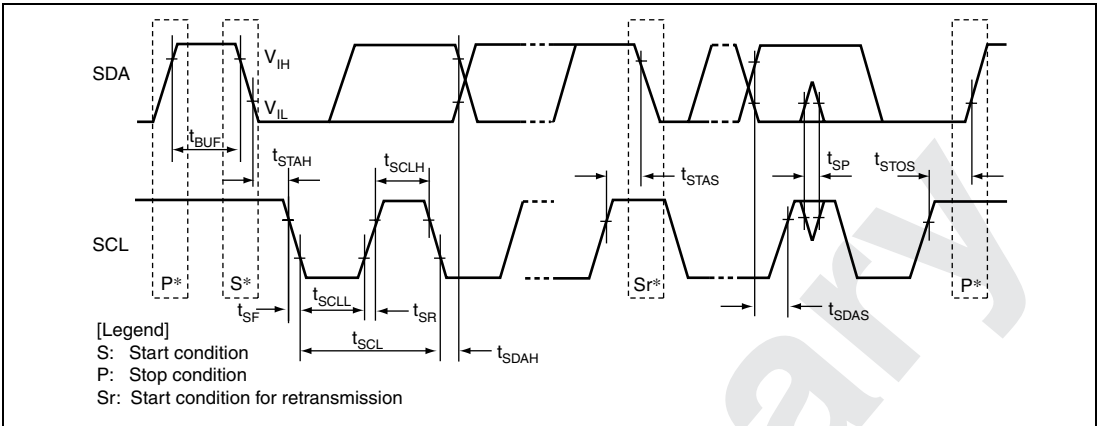 SDA
V_IH
V_IL
t_BUF
t_STAH
t_SCLH
t_STAS
t_SP
t_STOS
SCL
P*
S*
Sr*
P*
t_SF
t_SCLL
t_SR
t_SDAS
t_SCL
t_SDAH
[Legend]
S: Start condition
P: Stop condition
Sr: Start condition for retransmission